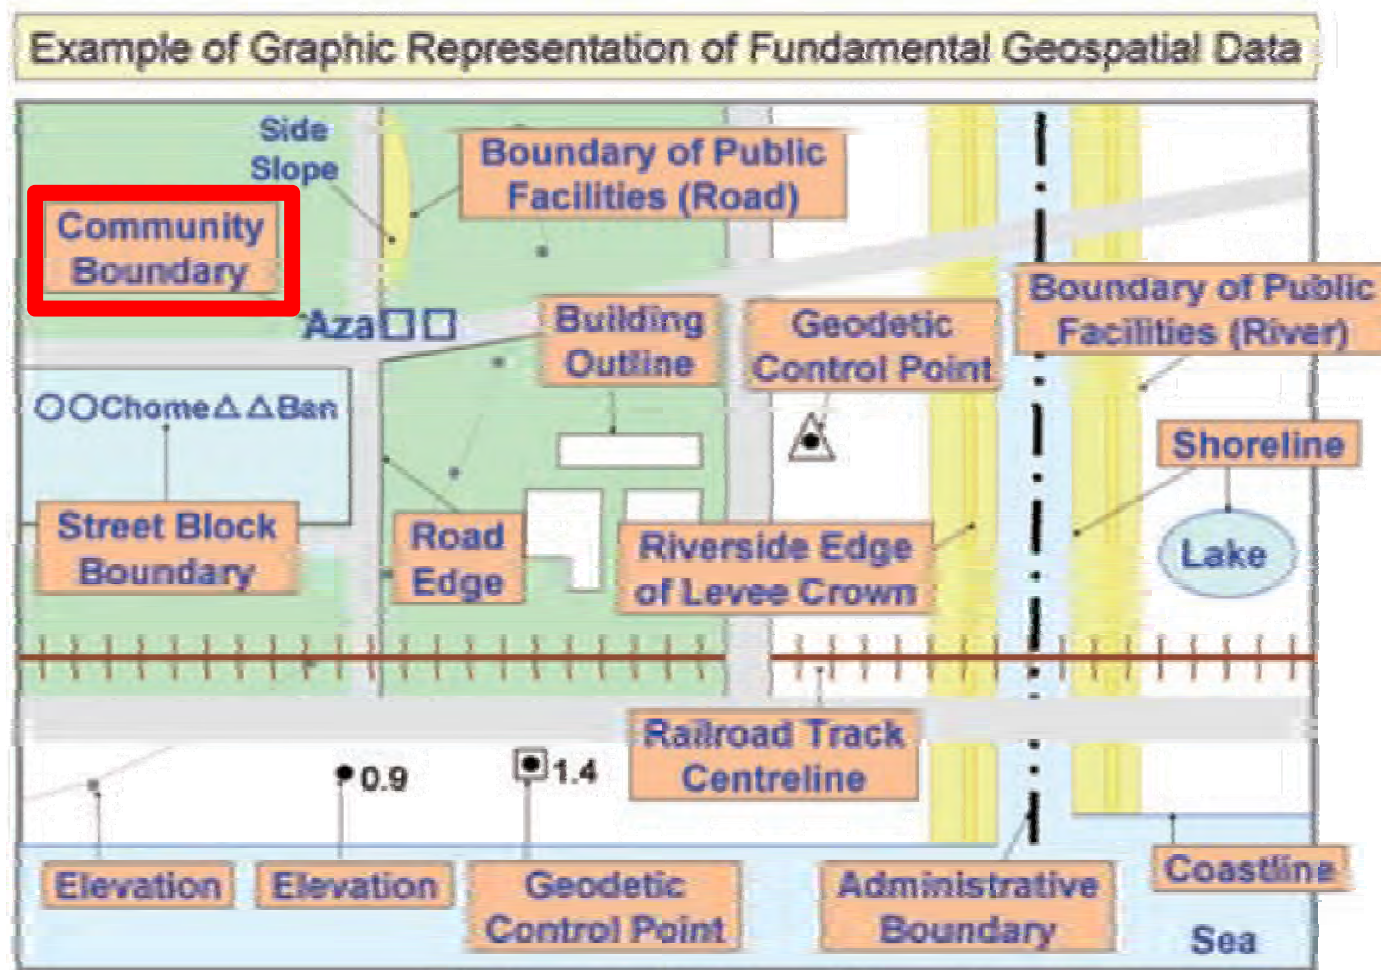 Example of Graphic Representation of Fundamental Geospatial Data
Side
Slope
Boundary of Public
Facilities (Road)
Community
Boundary
Aza□□
Building
Outline
Geodetic
Control Point
Boundary of Public
Facilities (River)
○○Chome△△Ban
Shoreline
Street Block
Boundary
Road
Edge
Riverside Edge
of Levee Crown
Lake
Railroad Track
Centreline
0.9
1.4
Elevation
Elevation
Geodetic
Control Point
Administrative
Boundary
Coastline
Sea